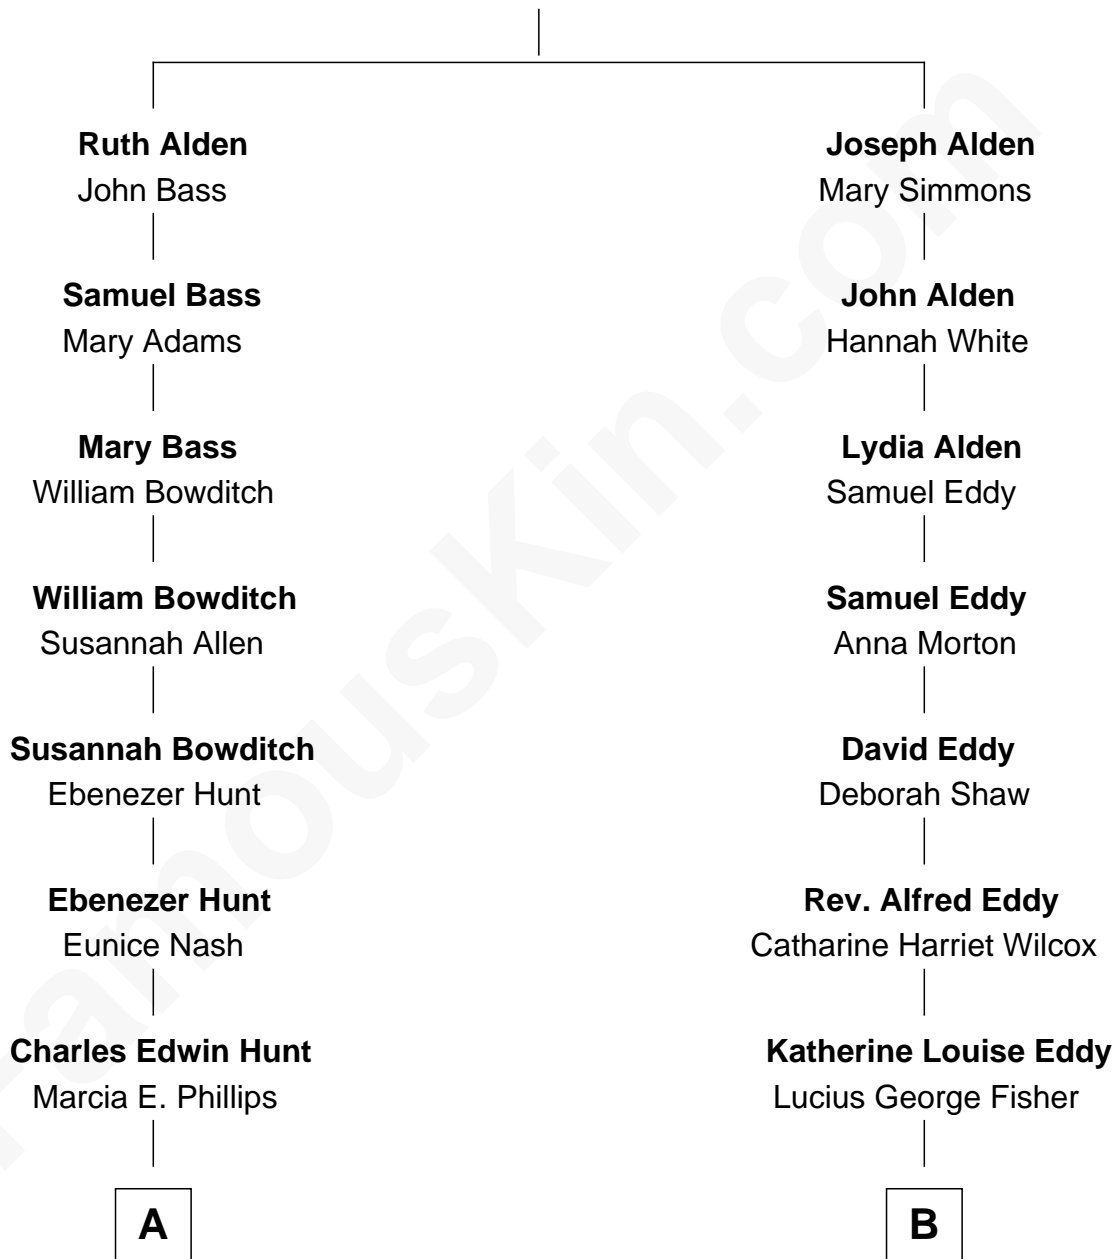 Ruth Alden
John Bass
Samuel Bass
Mary Adams
Mary Bass
William Bowditch
William Bowditch
Susannah Allen
Susannah Bowditch
Ebenezer Hunt
Ebenezer Hunt
Eunice Nash
Charles Edwin Hunt
Marcia E. Phillips
A
Joseph Alden
Mary Simmons
John Alden
Hannah White
Lydia Alden
Samuel Eddy
Samuel Eddy
Anna Morton
David Eddy
Deborah Shaw
Rev. Alfred Eddy
Catharine Harriet Wilcox
Katherine Louise Eddy
Lucius George Fisher
B
FamousKin.com